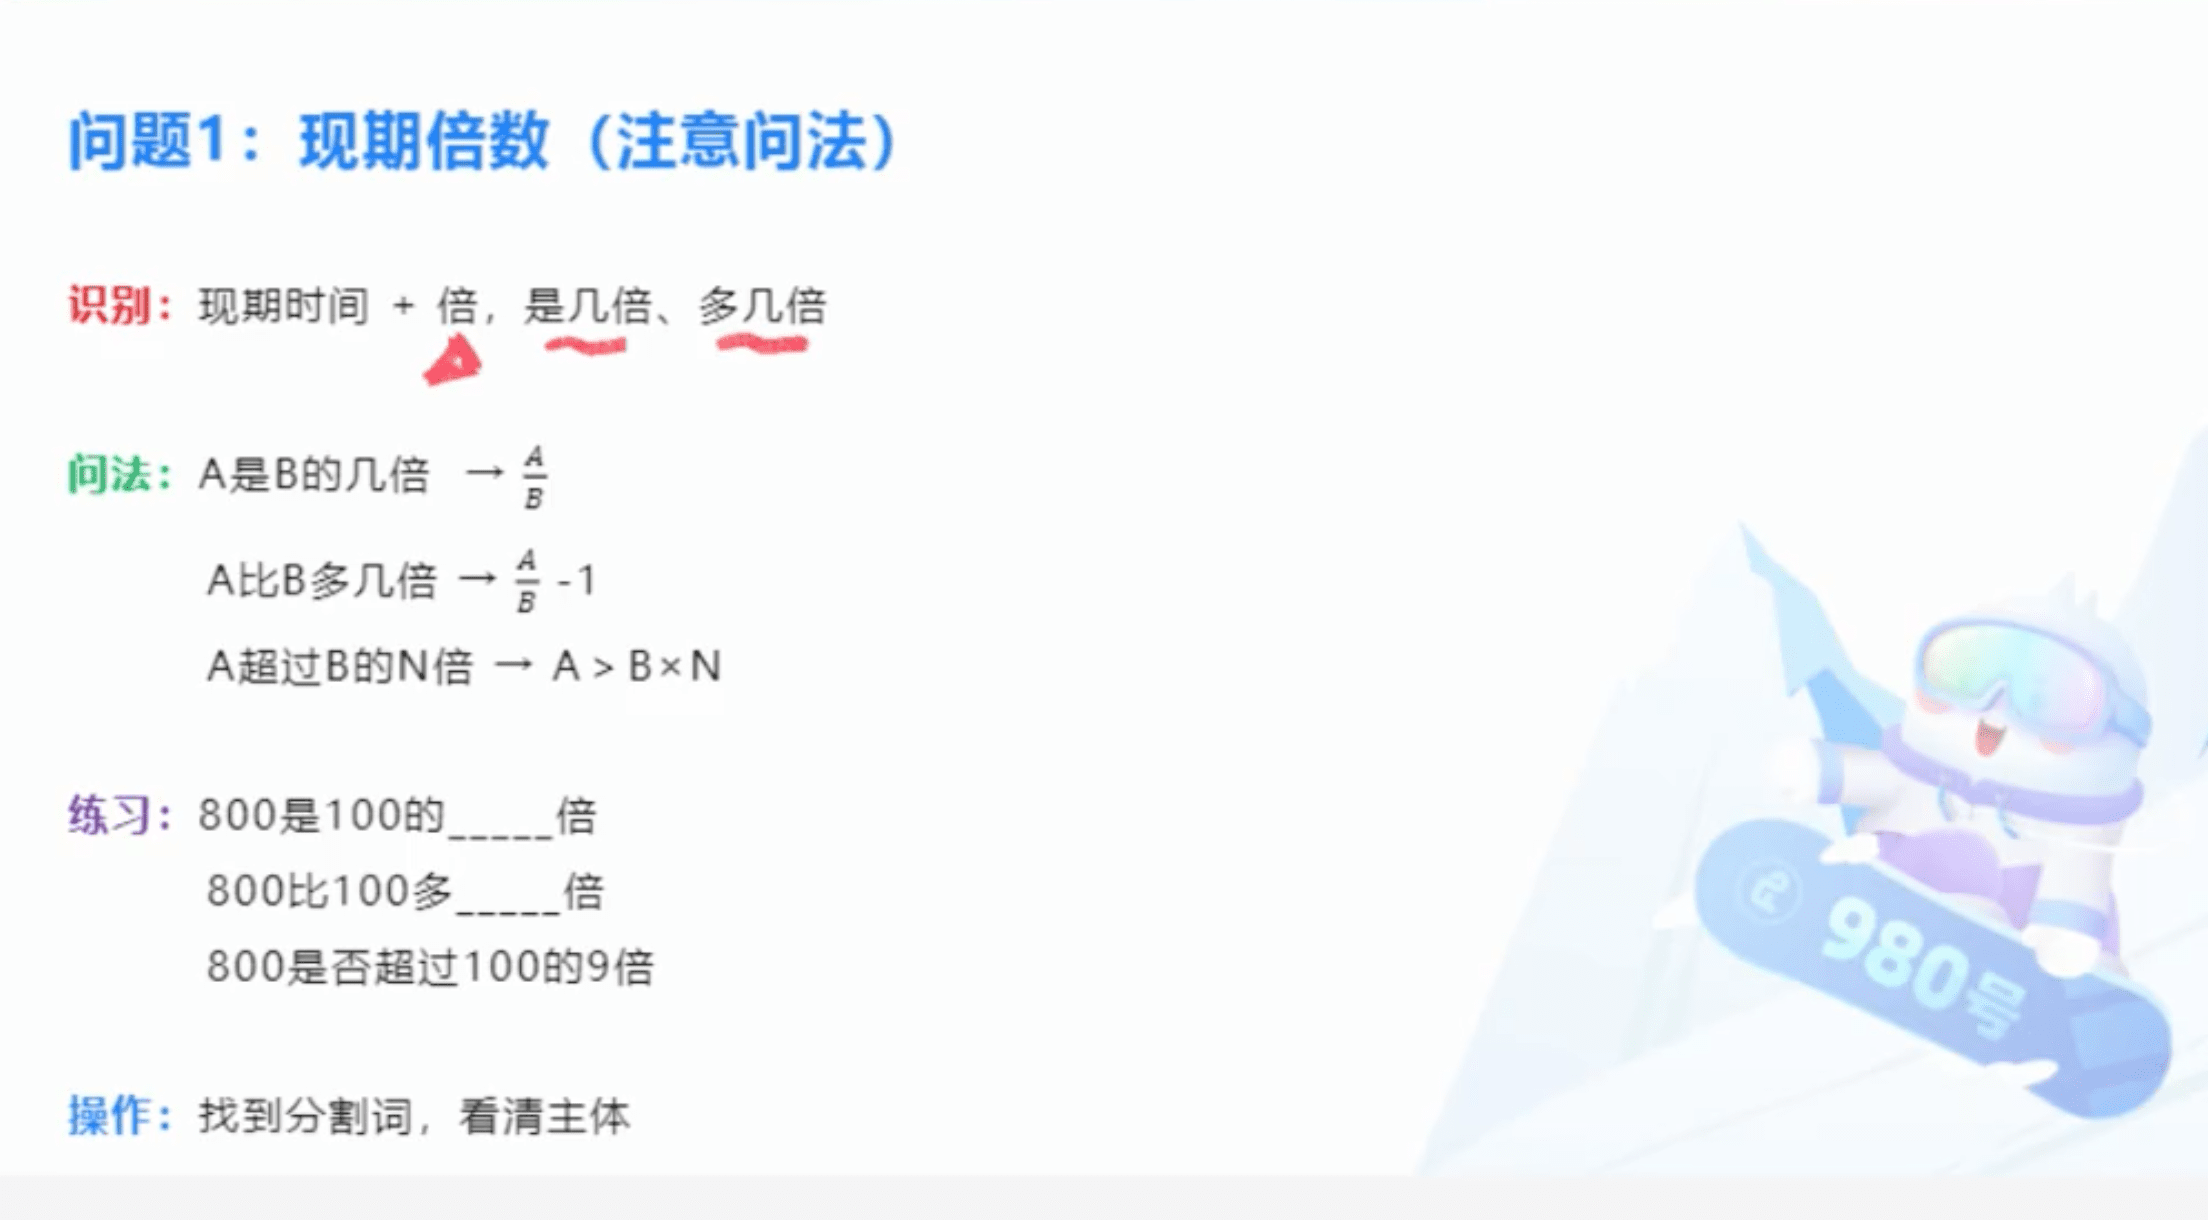 问题1：现期倍数（注意问法）
识别：现期时间 + 倍，是几倍、多几倍
问法：A是B的几倍 → A/B
A比B多几倍 → A/B -1
A超过B的N倍 → A > B×N
练习：800是100的_____倍
800比100多_____倍
800是否超过100的9倍
操作：找到分割词，看清主体
980号